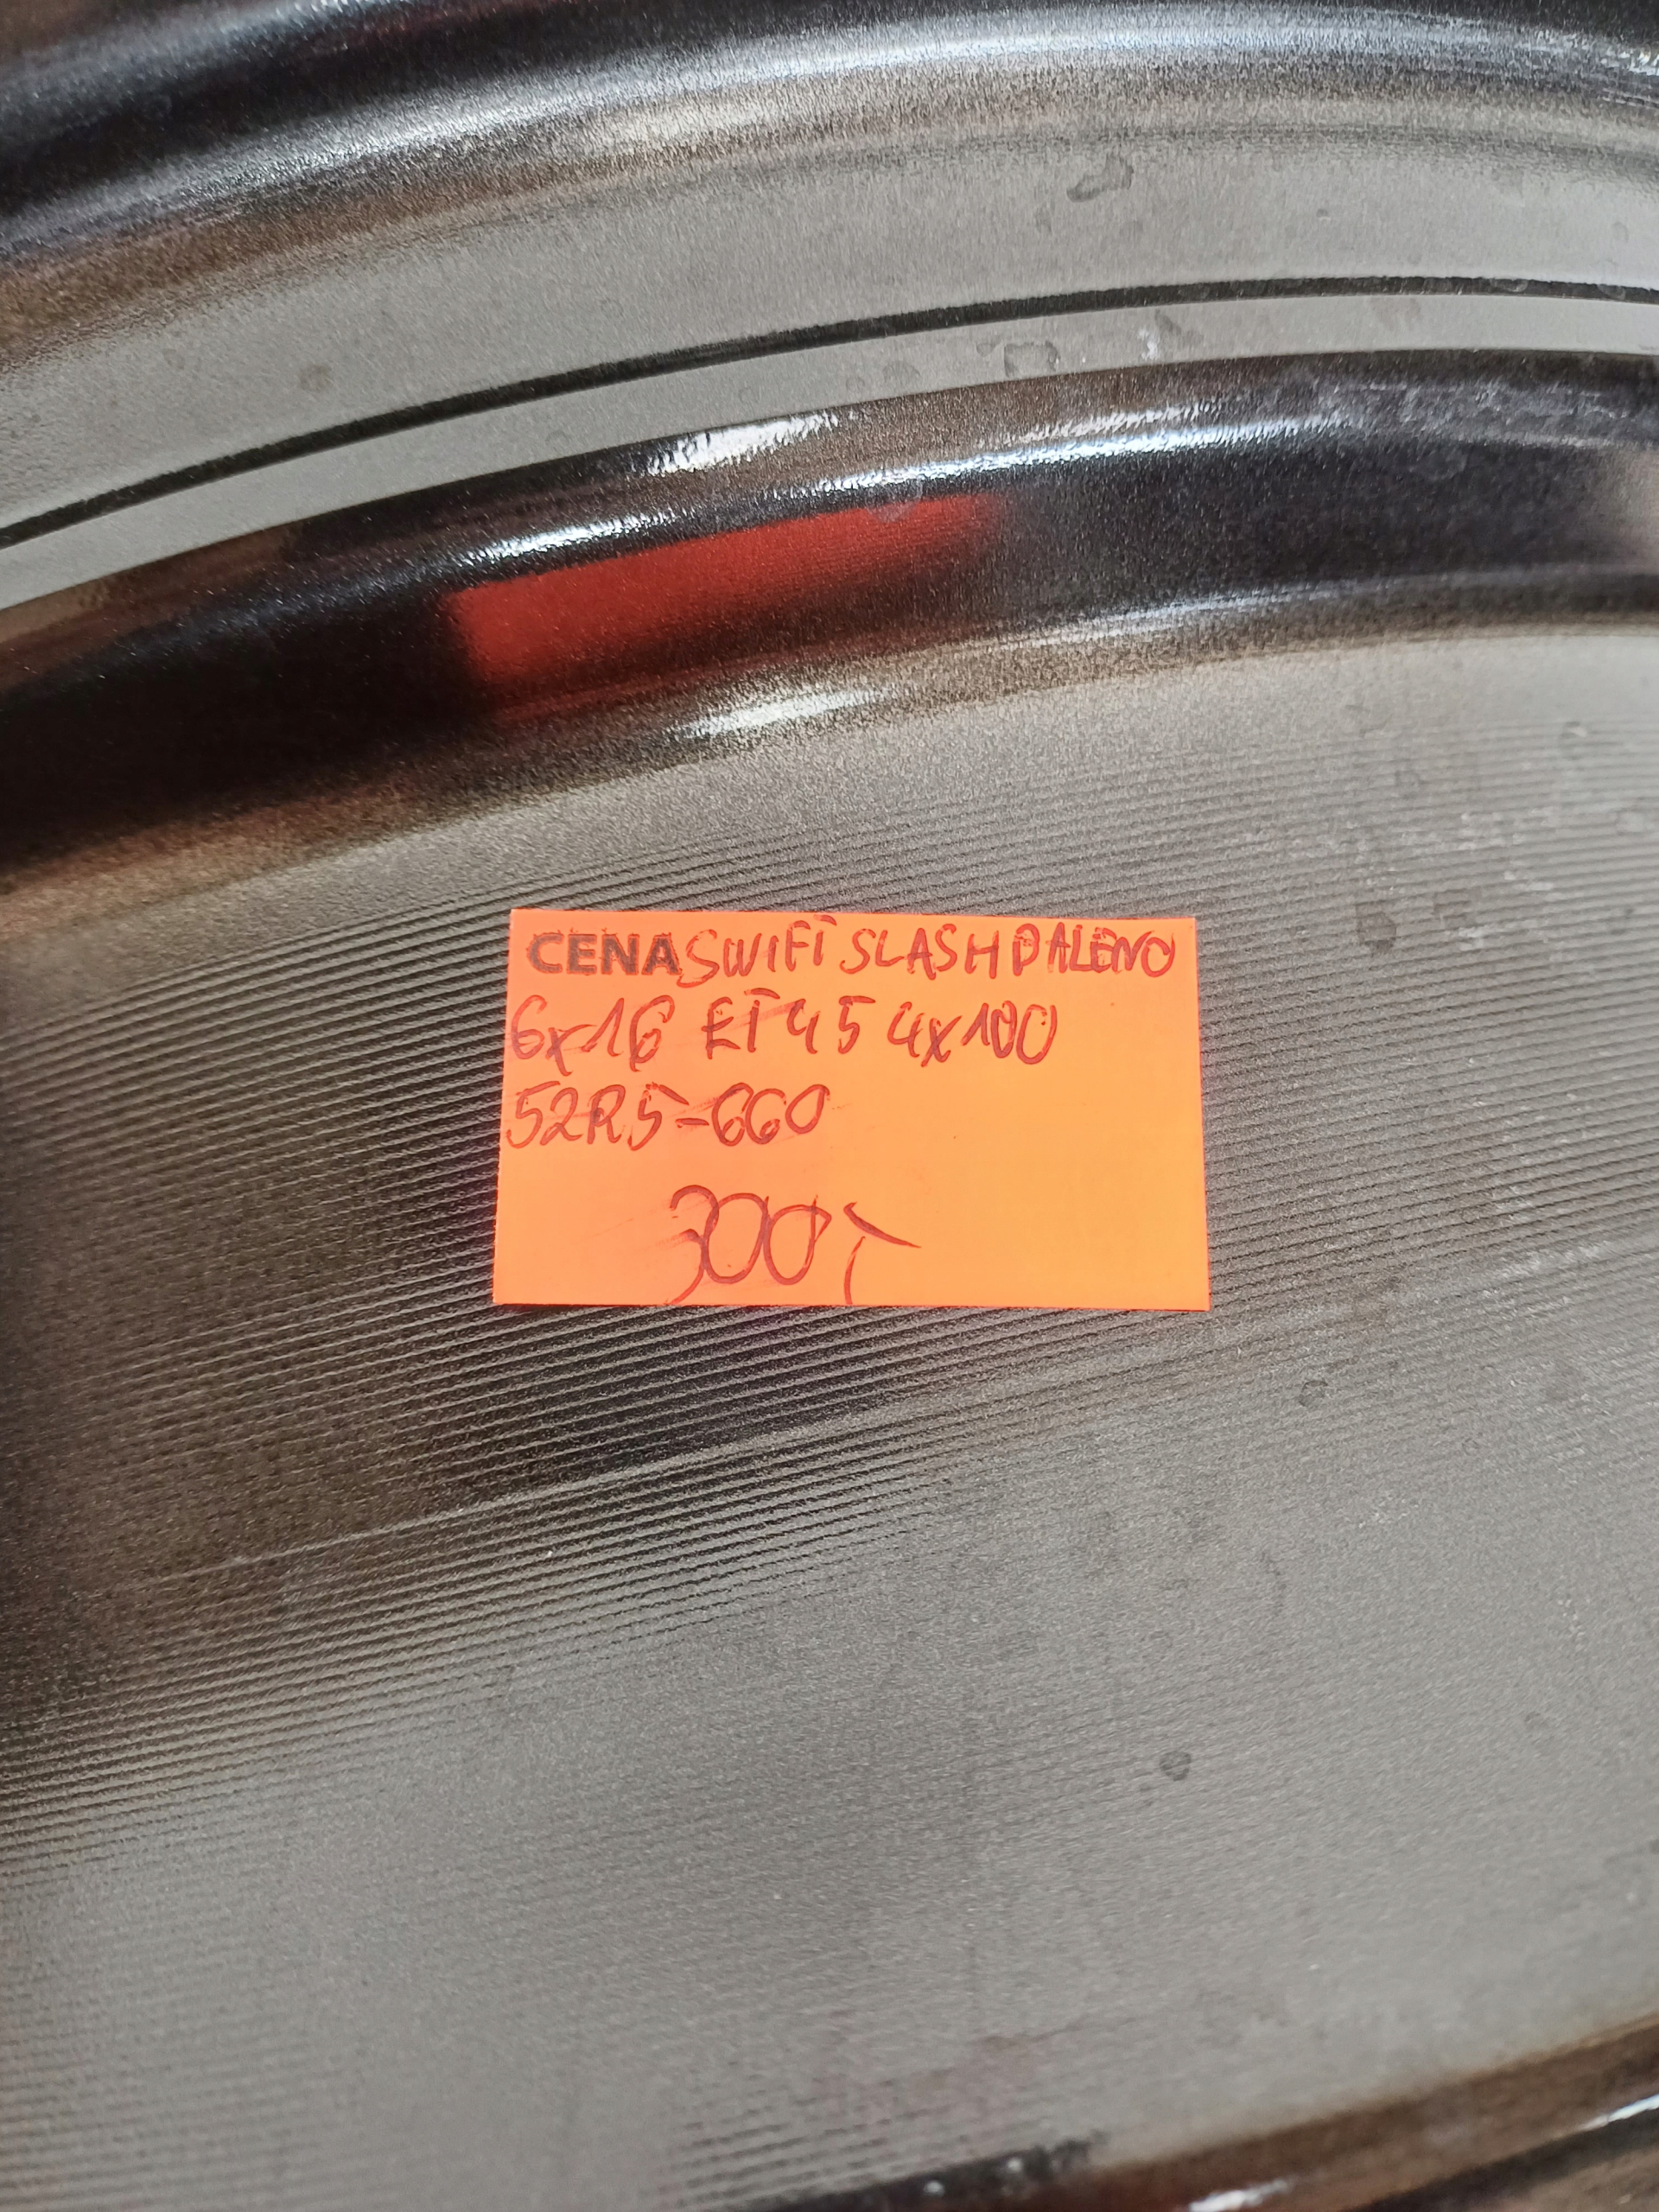 CENA SWIFT SLASH BALENO
6x16 ET45 4x100
52R5-660
300,-